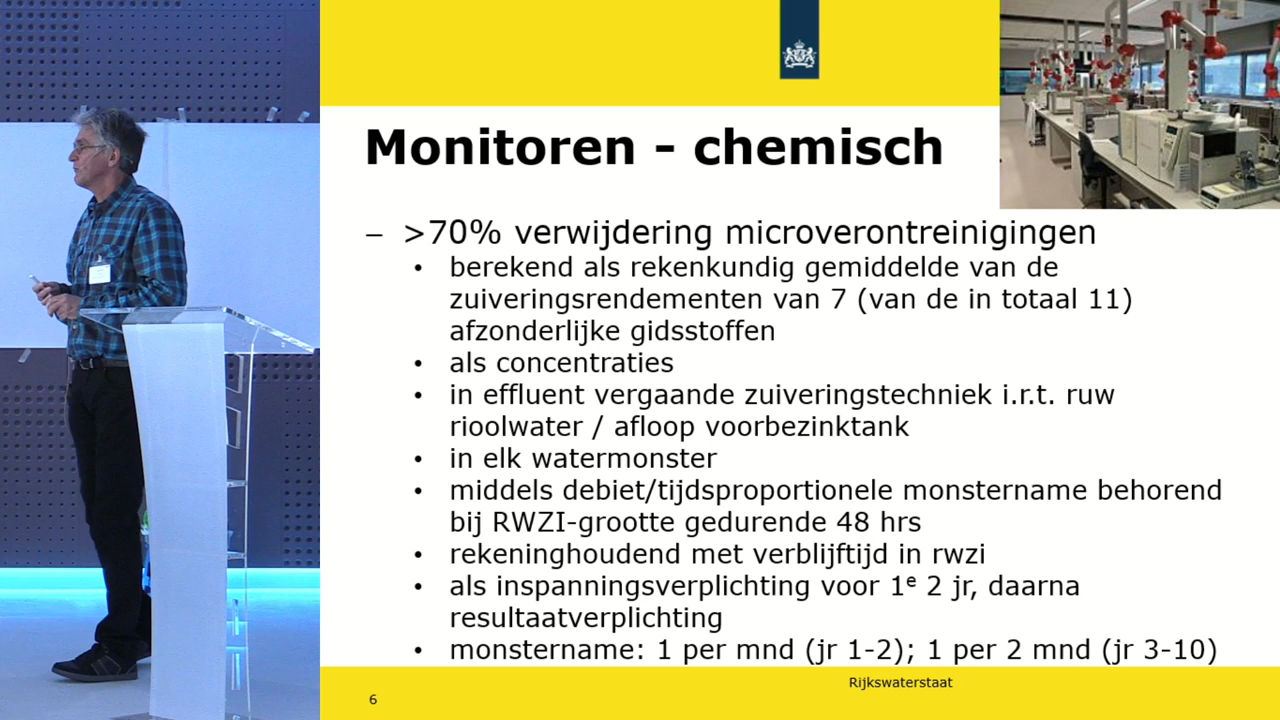 Monitoren - chemisch
– >70% verwijdering microverontreinigingen
• berekend als rekenkundig gemiddelde van de
zuiveringsrendementen van 7 (van de in totaal 11)
afzonderlijke gidsstoffen
• als concentraties
• in effluent vergaande zuiveringstechniek i.r.t. ruw
rioolwater / afloop voorbezinktank
• in elk watermonster
• middels debiet/tijdsproportionele monstername behorend
bij RWZI-grootte gedurende 48 hrs
• rekeninghoudend met verblijftijd in rwzi
• als inspanningsverplichting voor 1e 2 jr, daarna
resultaatverplichting
• monstername: 1 per mnd (jr 1-2); 1 per 2 mnd (jr 3-10)
Rijkswaterstaat
6